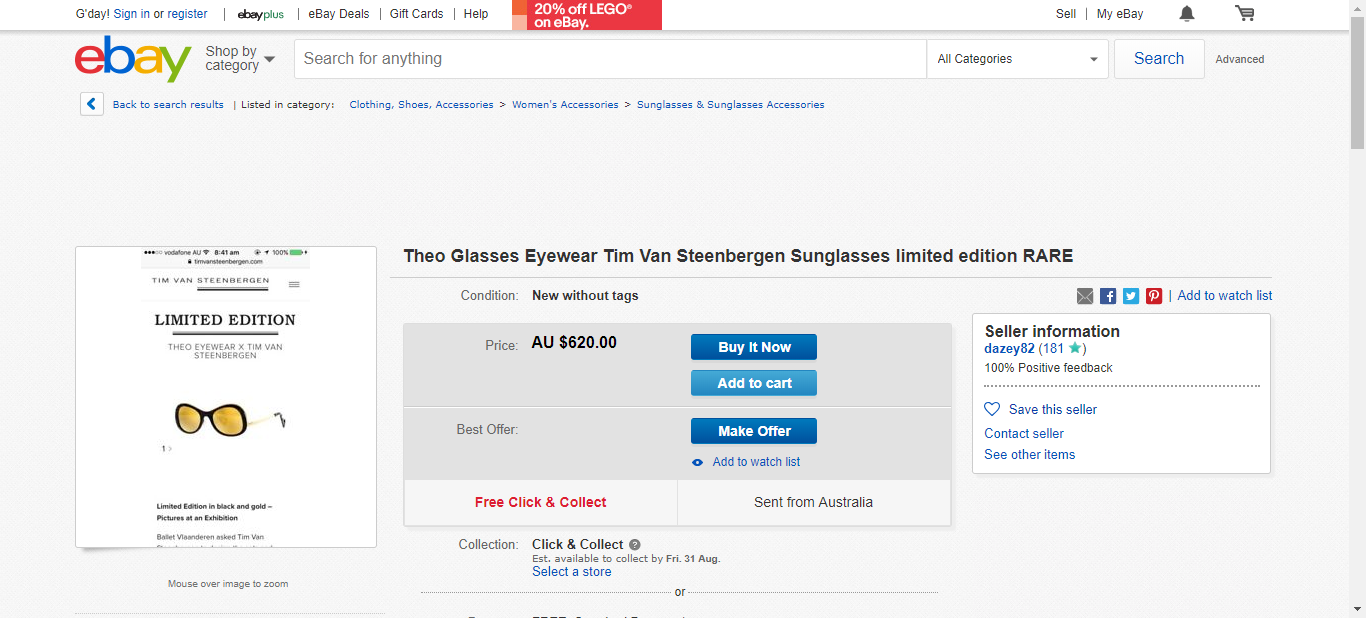 G'day! Sign in or register | ebayplus | eBay Deals | Gift Cards | Help
20% off LEGO®
on eBay.
Sell | My eBay
ebay
Shop by
category
Search for anything
All Categories
Search
Advanced
Back to search results | Listed in category: Clothing, Shoes, Accessories > Women's Accessories > Sunglasses & Sunglasses Accessories
vodafone AU 8:41 am 100%
timvansteenbergen.com
TIM VAN STEENBERGEN
LIMITED EDITION
THEO EYEWEAR X TIM VAN
STEENBERGEN
1 >
Limited Edition in black and gold –
Pictures at an Exhibition
Ballet Vlaanderen asked Tim Van
Mouse over image to zoom
Theo Glasses Eyewear Tim Van Steenbergen Sunglasses limited edition RARE
Condition: New without tags
| Add to watch list
Price: AU $620.00
Buy It Now
Add to cart
Best Offer:
Make Offer
Add to watch list
Free Click & Collect
Sent from Australia
Collection: Click & Collect ?
Est. available to collect by Fri. 31 Aug.
Select a store
or
Seller information
dazey82 (181 ★)
100% Positive feedback
Save this seller
Contact seller
See other items